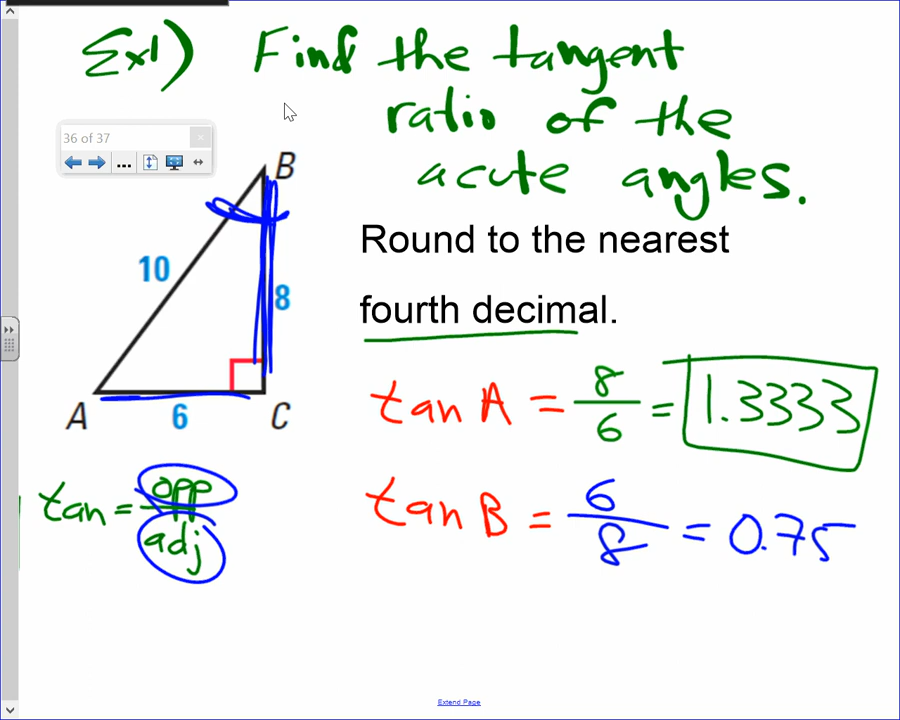 Ex1) Find the tangent
ratio of the
acute angles.
36 of 37
Round to the nearest
fourth decimal.
B
10
8
A
6
C
tan A = 8/6 = 1.3333
tan = opp/adj
tan B = 6/8 = 0.75
Extend Page